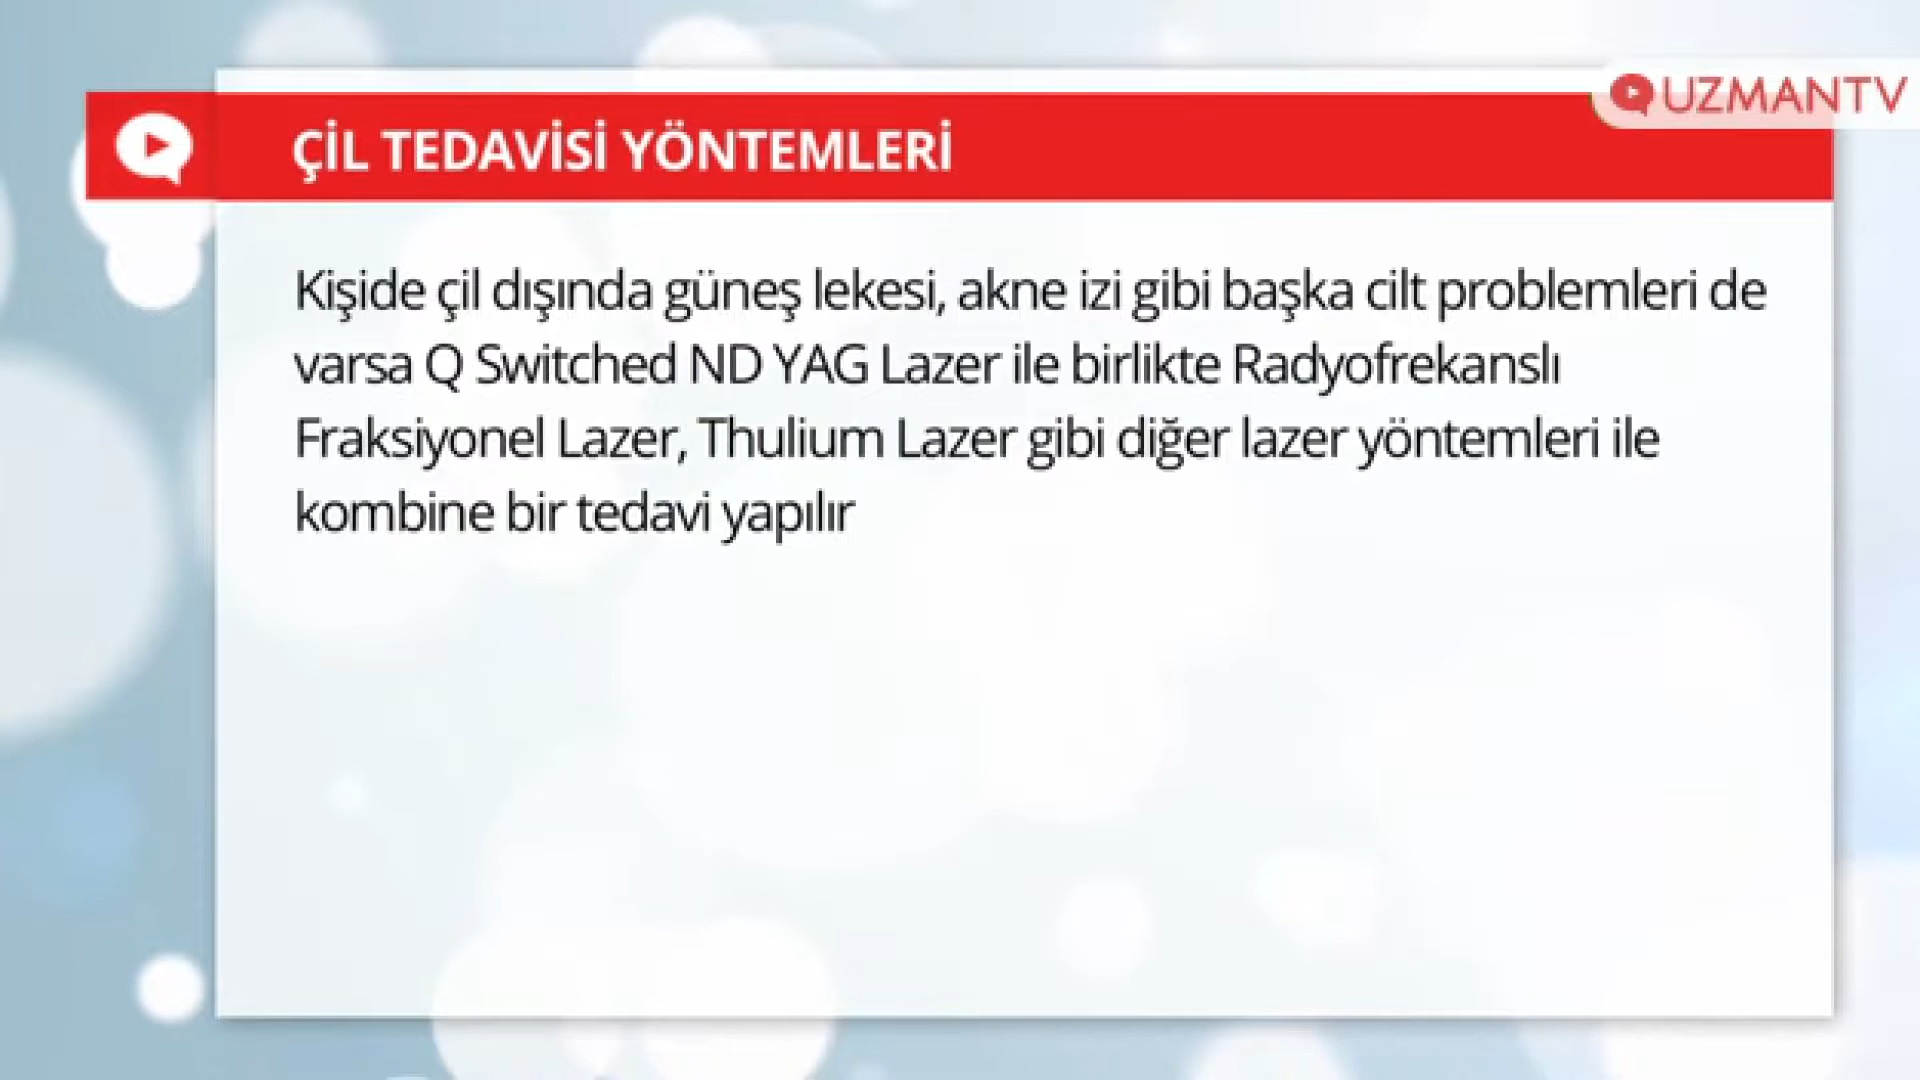 UZMANTV
ÇİL TEDAVİSİ YÖNTEMLERİ
Kişide çil dışında güneş lekesi, akne izi gibi başka cilt problemleri de
varsa Q Switched ND YAG Lazer ile birlikte Radyofrekanslı
Fraksiyonel Lazer, Thulium Lazer gibi diğer lazer yöntemleri ile
kombine bir tedavi yapılır